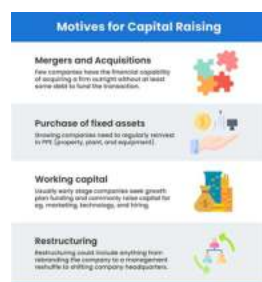 Motives for Capital Raising
Mergers and Acquisitions
Few companies have the financial capability
of acquiring a firm outright without at least
some debt to fund the transaction.
Purchase of fixed assets
Growing companies need to regularly reinvest
in PPE (property, plant, and equipment).
Working capital
Usually early stage companies seek growth
plan funding and commonly raise capital for
eg. marketing, technology, and hiring.
Restructuring
Restructuring could include anything from
rebranding the company to a management
reshuffle to shifting company headquarters.